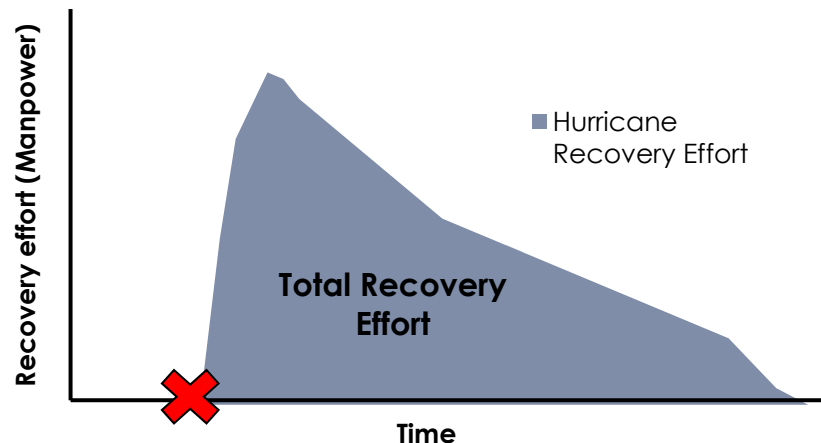 Recovery effort (Manpower)
Hurricane
Recovery Effort
Total Recovery
Effort
Time